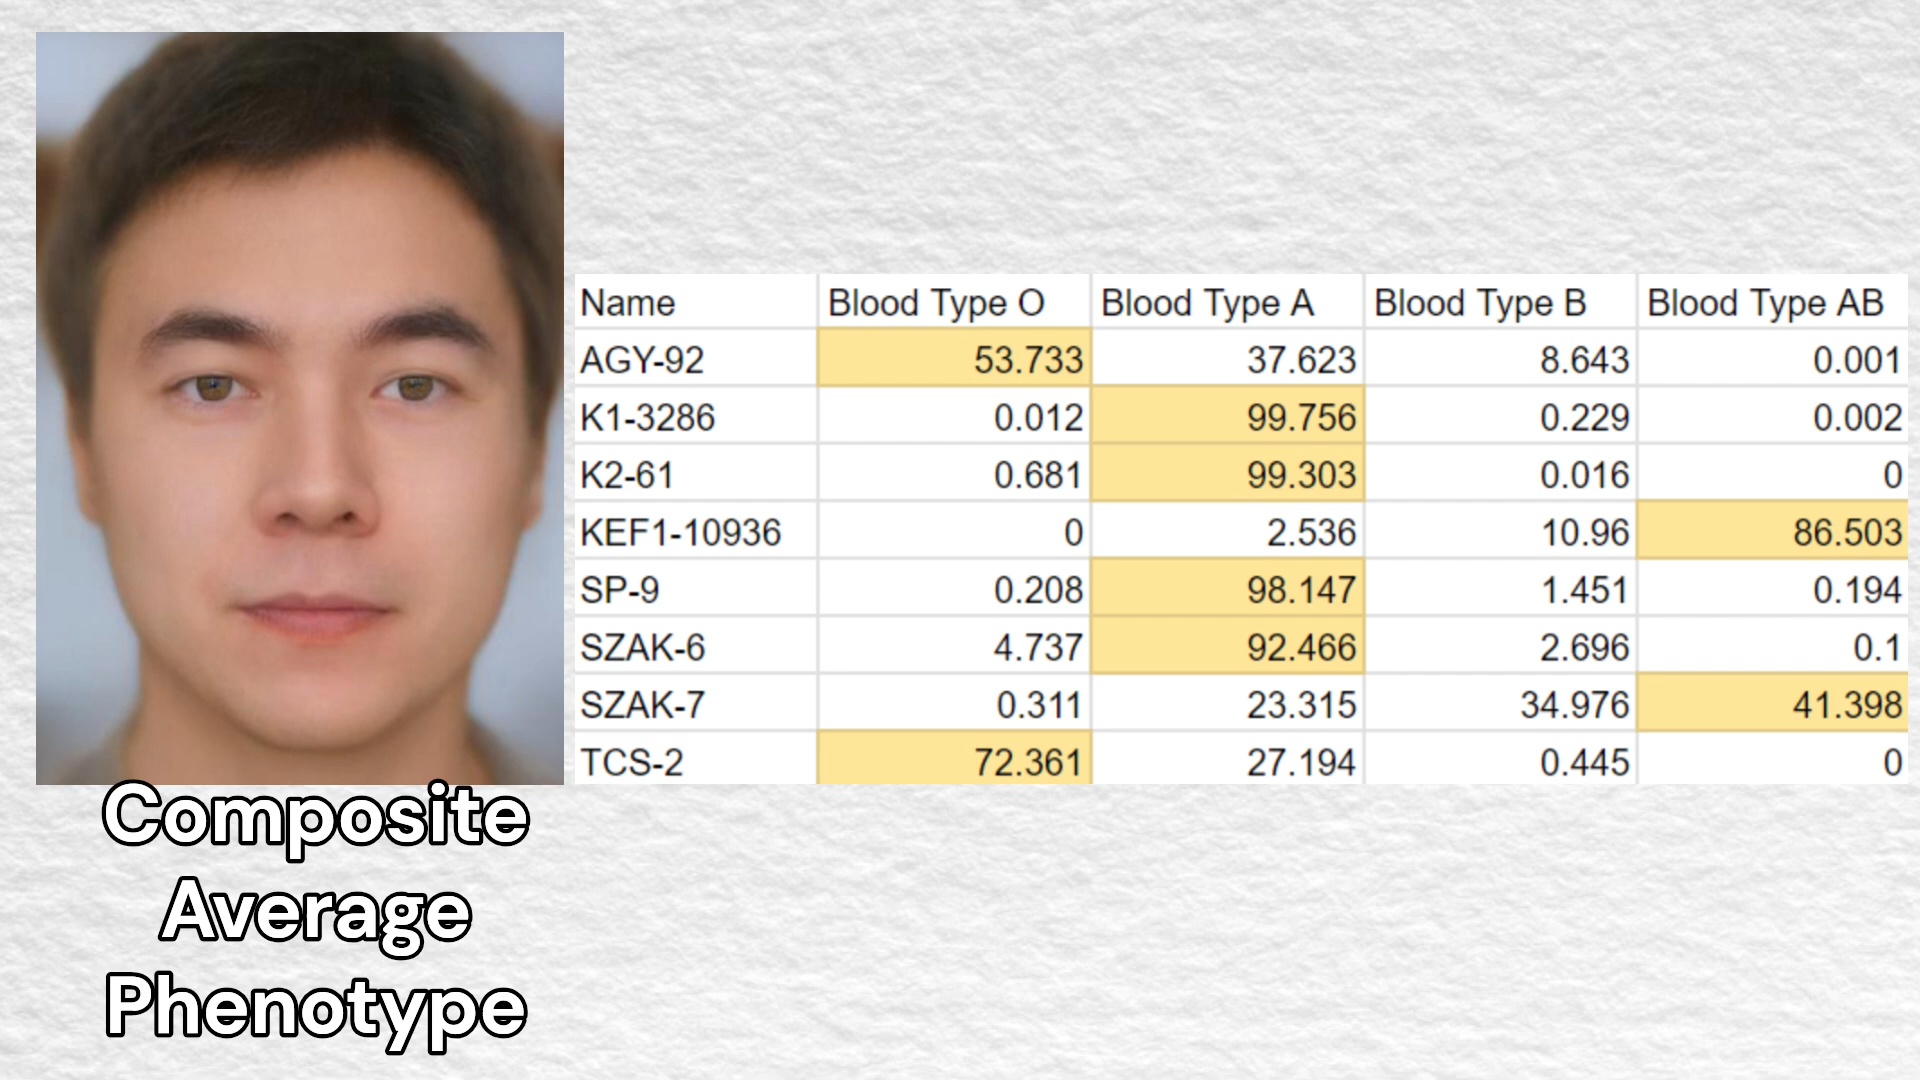 Name Blood Type O Blood Type A Blood Type B Blood Type AB
AGY-92 53.733 37.623 8.643 0.001
K1-3286 0.012 99.756 0.229 0.002
K2-61 0.681 99.303 0.016 0
KEF1-10936 0 2.536 10.96 86.503
SP-9 0.208 98.147 1.451 0.194
SZAK-6 4.737 92.466 2.696 0.1
SZAK-7 0.311 23.315 34.976 41.398
TCS-2 72.361 27.194 0.445 0
Composite
Average
Phenotype